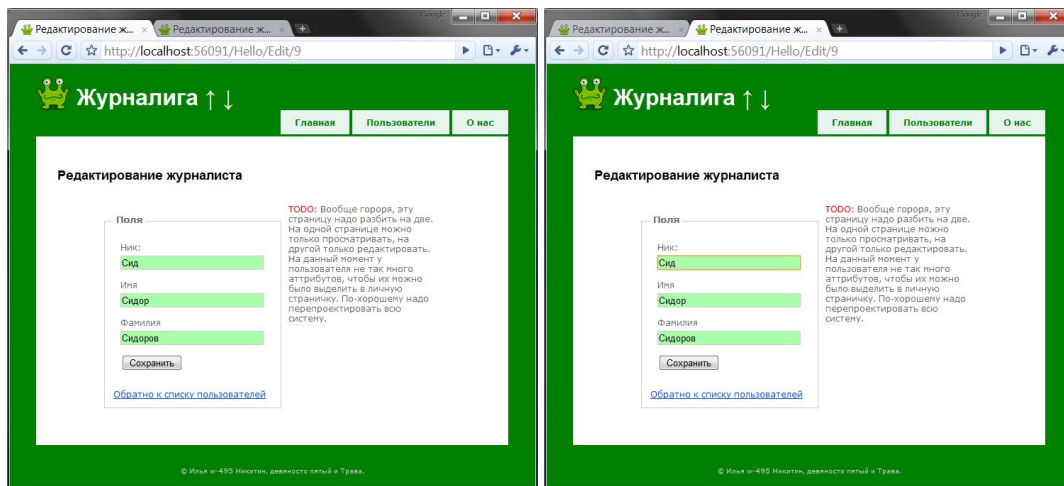 Google
Редактирование ж... Редактирование ж...
http://localhost:56091/Hello/Edit/9
Журналига ↑ ↓
Главная Пользователи О нас
Редактирование журналиста
Поля
Ник:
Сид
Имя
Сидор
Фамилия
Сидоров
Сохранить
Обратно к списку пользователей
TODO: Вообще гороря, эту
страницу надо разбить на две.
На одной странице можно
только просматривать, на
другой только редактировать.
На данный момент у
пользователя не так много
аттрибутов, чтобы их можно
было выделить в личную
страничку. По-хорошему надо
перепроектировать всю
систему.
© Илья w-495 Никитин, девяносто пятый и Трава.
Google
Редактирование ж... Редактирование ж...
http://localhost:56091/Hello/Edit/9
Журналига ↑ ↓
Главная Пользователи О нас
Редактирование журналиста
Поля
Ник:
Сид
Имя
Сидор
Фамилия
Сидоров
Сохранить
Обратно к списку пользователей
TODO: Вообще гороря, эту
страницу надо разбить на две.
На одной странице можно
только просматривать, на
другой только редактировать.
На данный момент у
пользователя не так много
аттрибутов, чтобы их можно
было выделить в личную
страничку. По-хорошему надо
перепроектировать всю
систему.
© Илья w-495 Никитин, девяносто пятый и Трава.